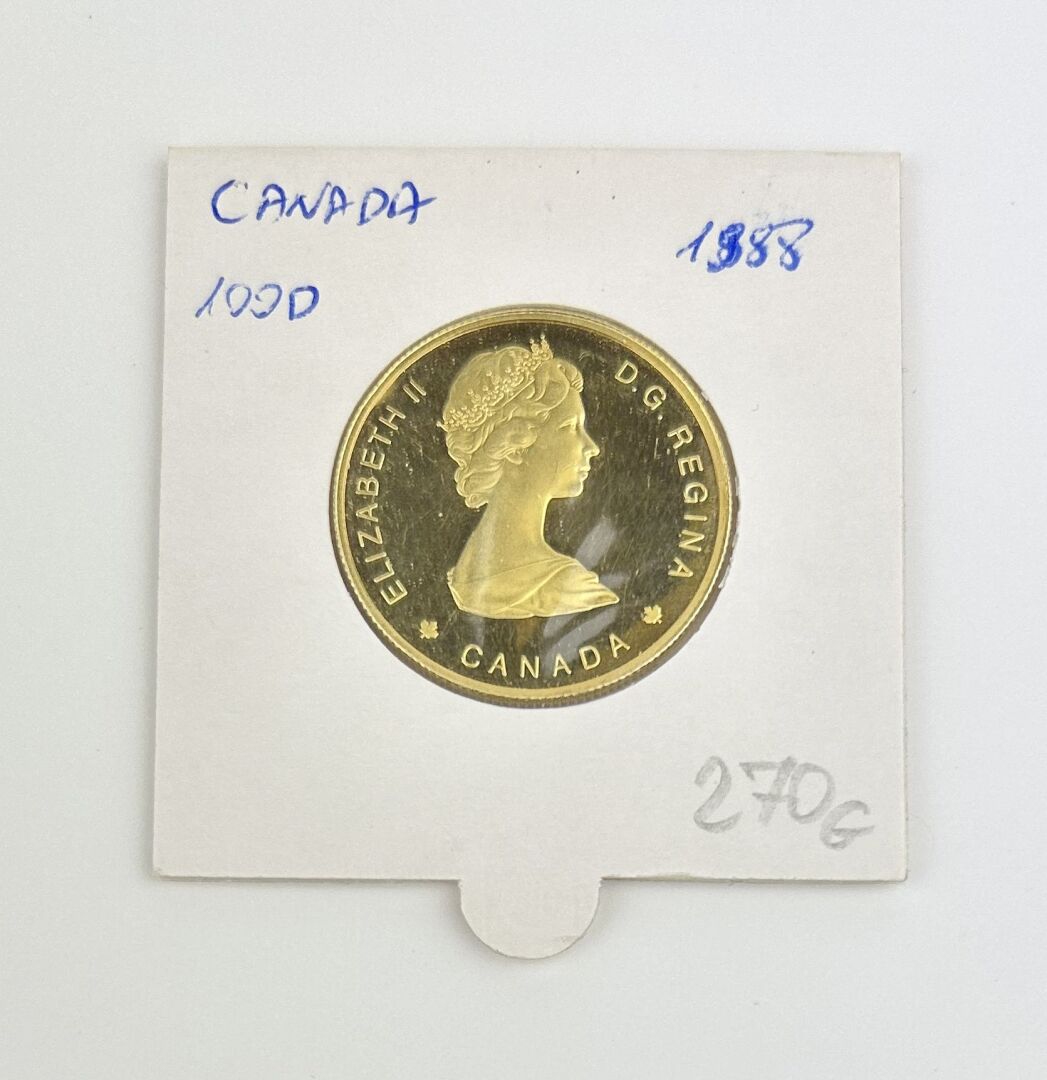 CANADA
1988
100D
ELIZABETH II
D.G. REGINA
CANADA
270G